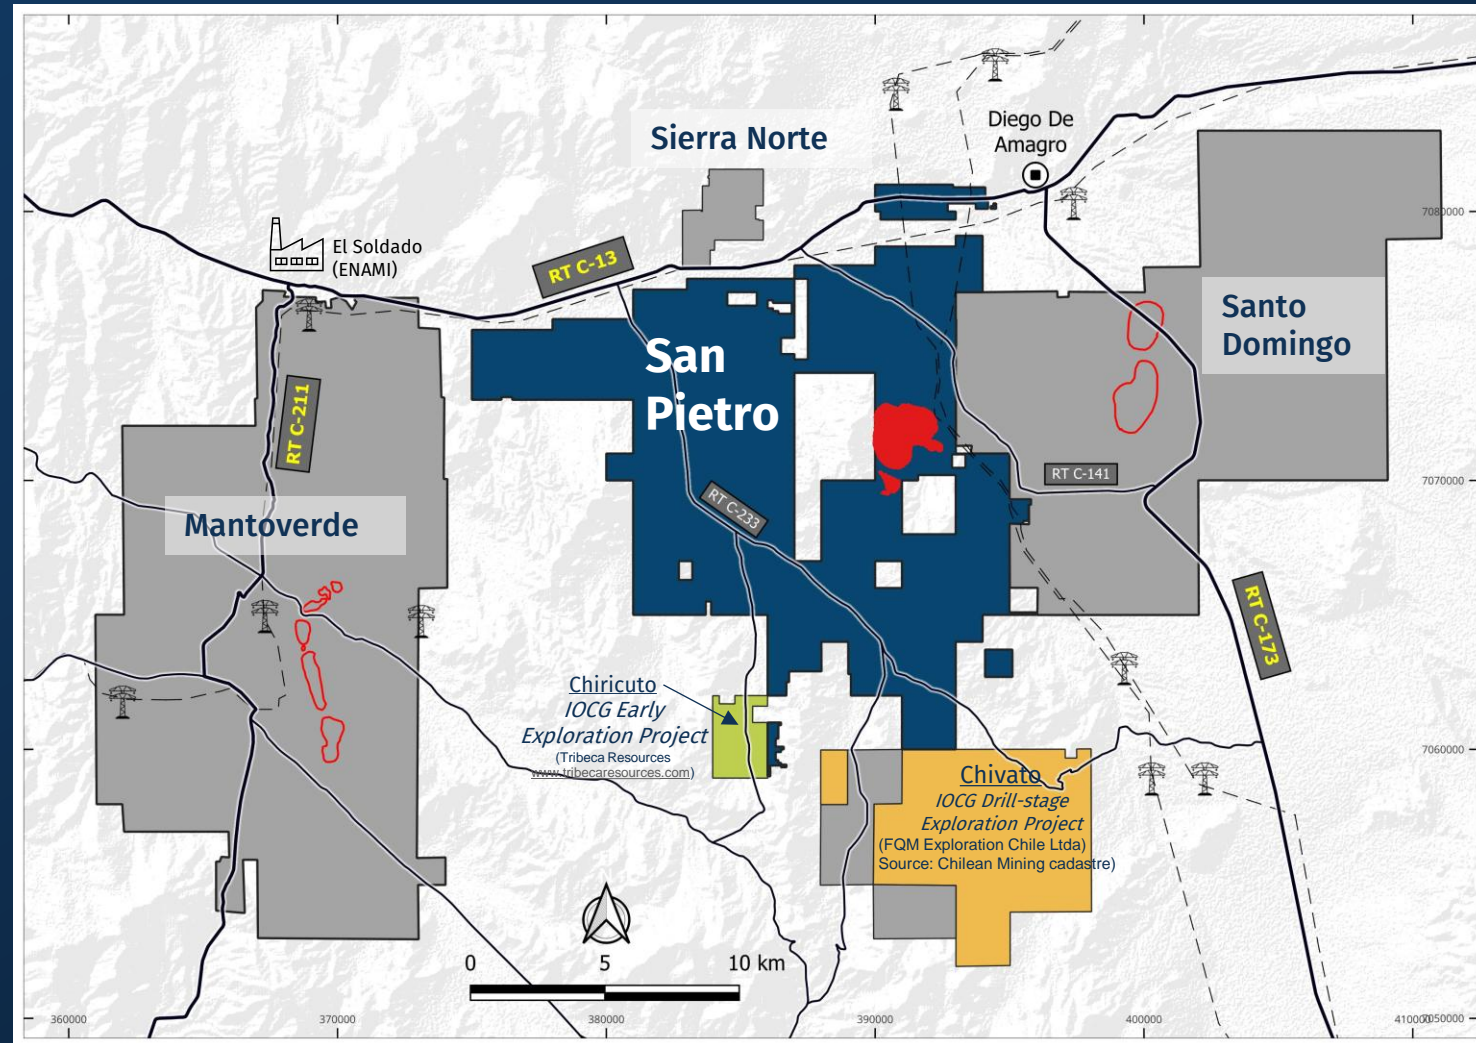 Sierra Norte
Diego De
Amagro
El Soldado
(ENAMI)
RT C-13
7080000
Santo
Domingo
San
Pietro
RT C-211
RT C-141
7070000
RT C-233
Mantoverde
RT C-173
Chiricuto
IOCG Early
Exploration Project
(Tribeca Resources
www.tribecaresources.com)
7060000
Chivato
IOCG Drill-stage
Exploration Project
(FQM Exploration Chile Ltda)
Source: Chilean Mining cadastre)
0 5 10 km
360000 370000 380000 390000 400000 410000 7050000